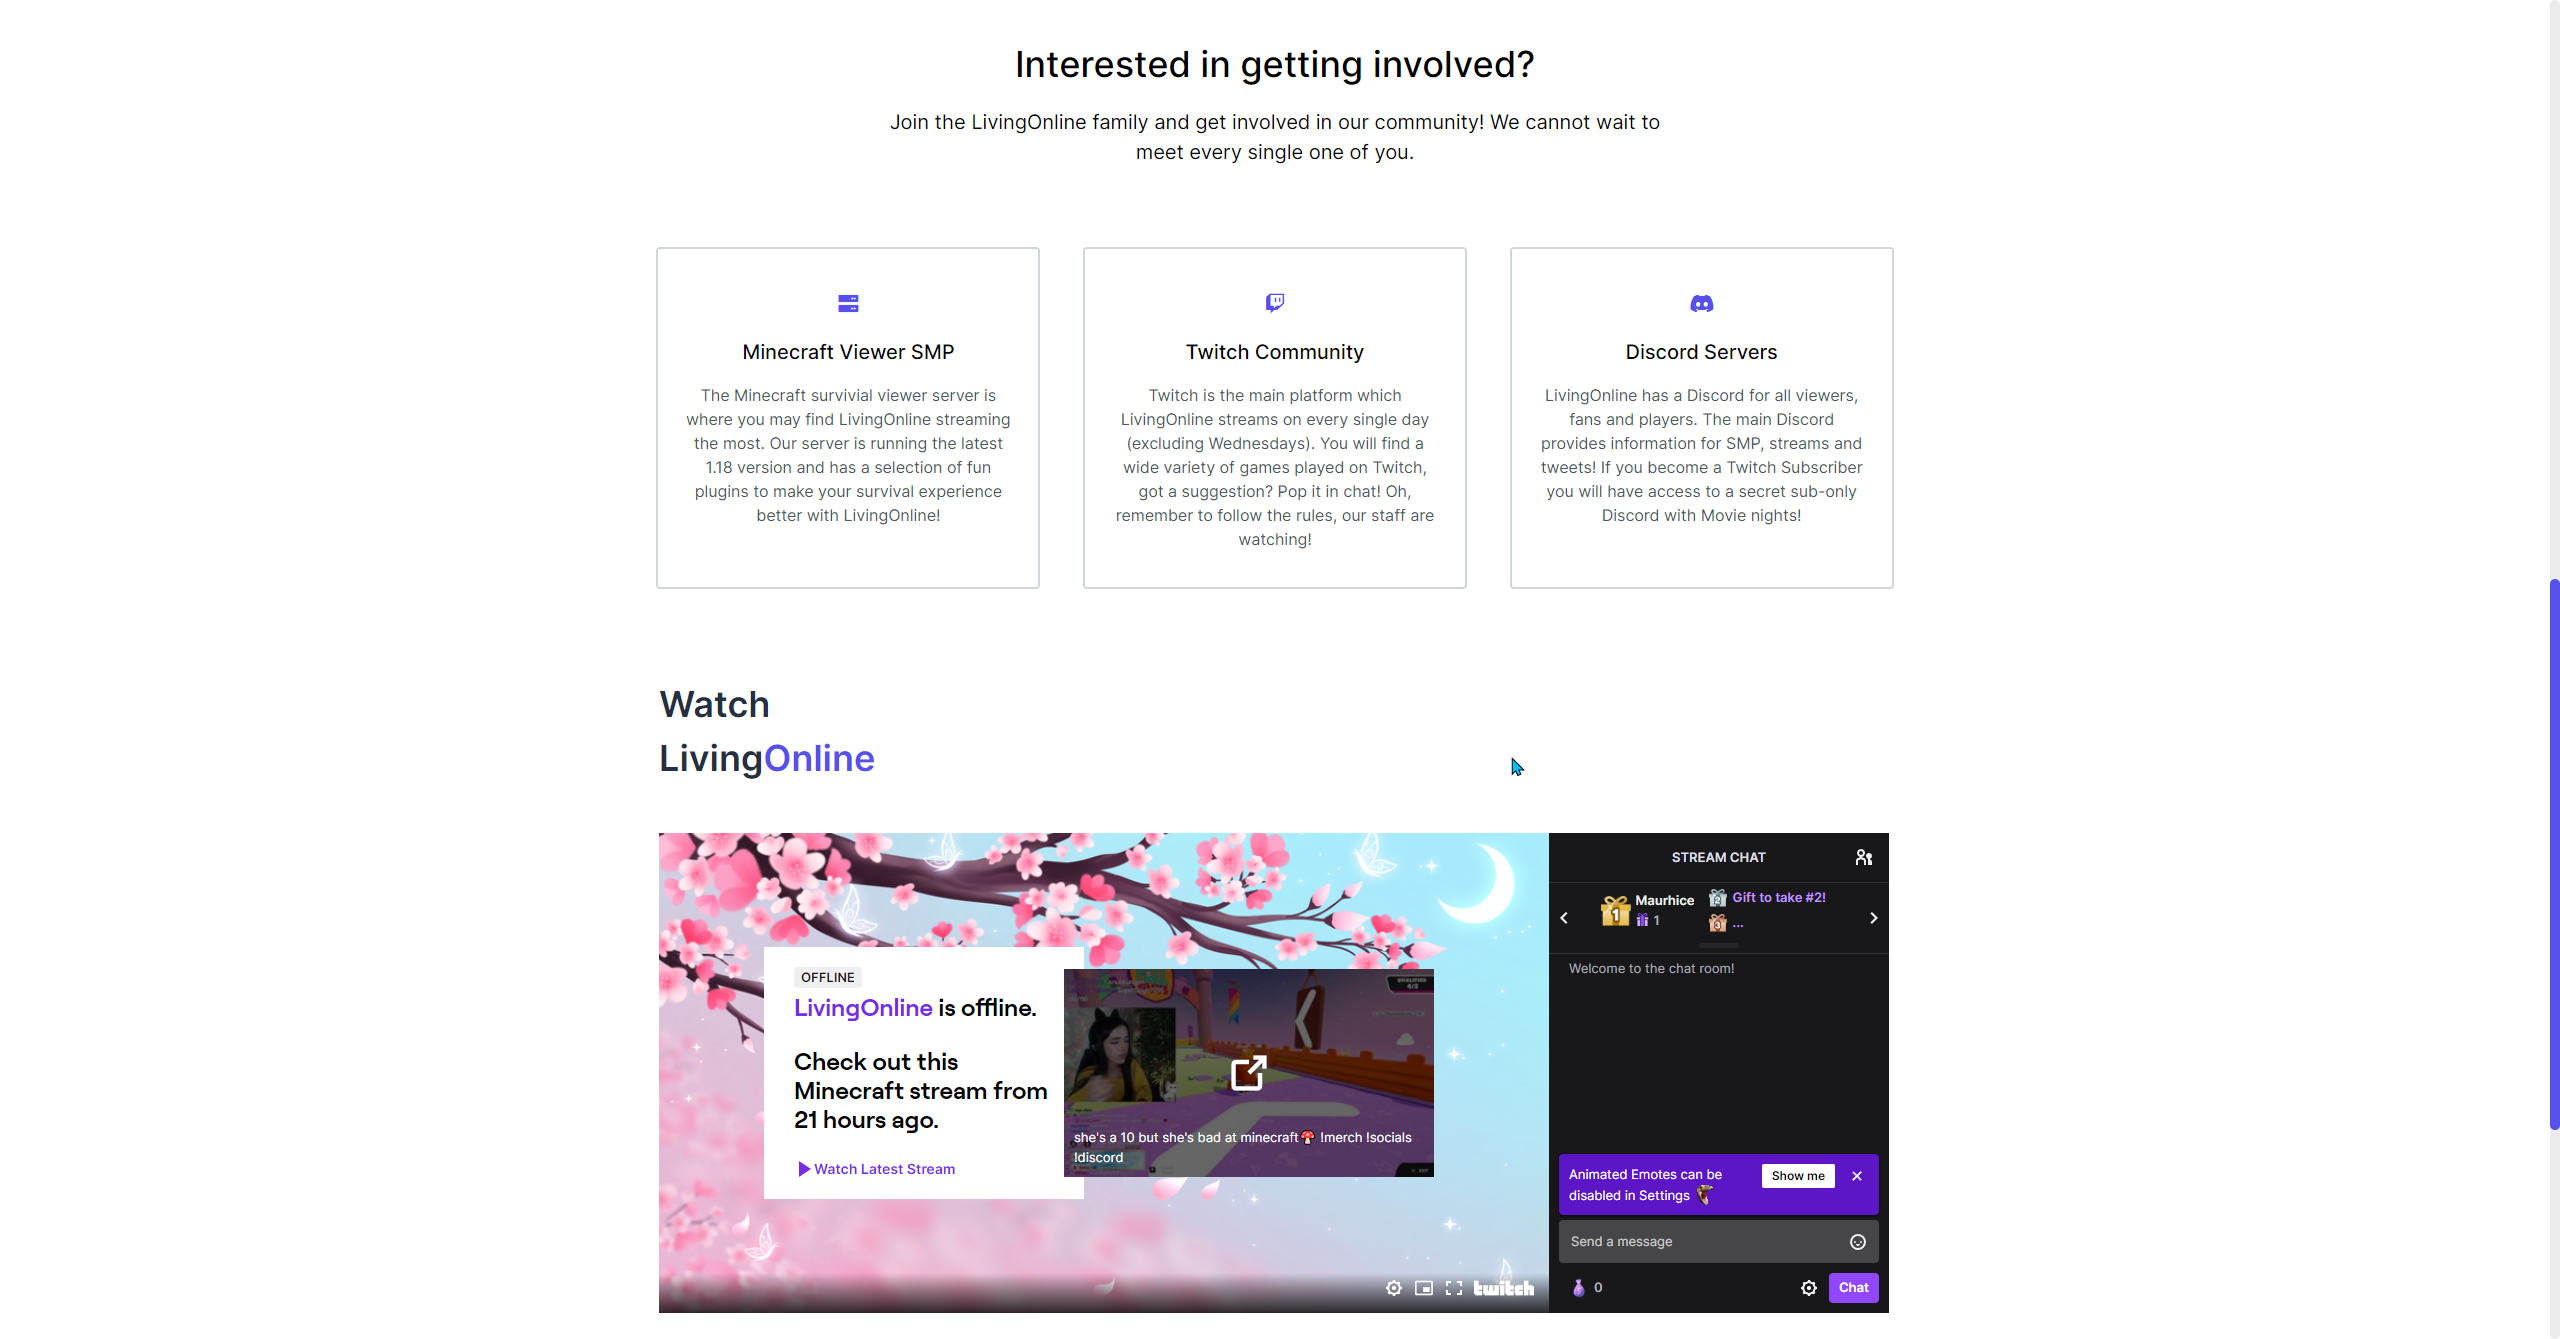 Interested in getting involved?
Join the LivingOnline family and get involved in our community! We cannot wait to
meet every single one of you.
Minecraft Viewer SMP
The Minecraft survivial viewer server is
where you may find LivingOnline streaming
the most. Our server is running the latest
1.18 version and has a selection of fun
plugins to make your survival experience
better with LivingOnline!
Twitch Community
Twitch is the main platform which
LivingOnline streams on every single day
(excluding Wednesdays). You will find a
wide variety of games played on Twitch,
got a suggestion? Pop it in chat! Oh,
remember to follow the rules, our staff are
watching!
Discord Servers
LivingOnline has a Discord for all viewers,
fans and players. The main Discord
provides information for SMP, streams and
tweets! If you become a Twitch Subscriber
you will have access to a secret sub-only
Discord with Movie nights!
Watch
LivingOnline
OFFLINE
LivingOnline is offline.
Check out this
Minecraft stream from
21 hours ago.
Watch Latest Stream
QUALIFIED
she's a 10 but she's bad at minecraft🍄 !merch !socials
!discord
twitch
STREAM CHAT
1 Maurhice
1
2 Gift to take #2!
3 ...
Welcome to the chat room!
Animated Emotes can be
disabled in Settings
Show me
Send a message
0
Chat